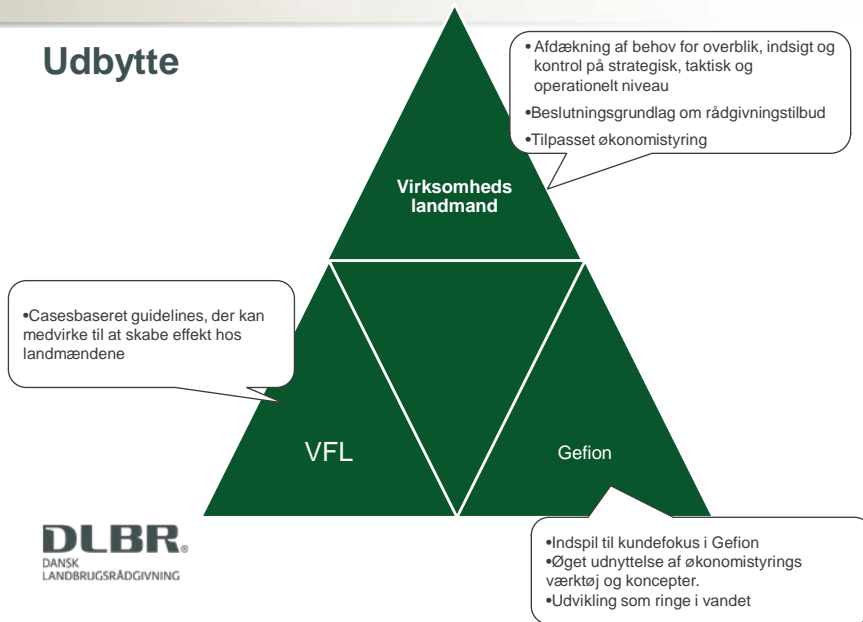 Udbytte
• Afdækning af behov for overblik, indsigt og
kontrol på strategisk, taktisk og
operationelt niveau
•Beslutningsgrundlag om rådgivningstilbud
•Tilpasset økonomistyring
Virksomheds
landmand
•Casesbaseret guidelines, der kan
medvirke til at skabe effekt hos
landmændene
VFL
Gefion
•Indspil til kundefokus i Gefion
•Øget udnyttelse af økonomistyrings
værktøj og koncepter.
•Udvikling som ringe i vandet
DLBR®
DANSK
LANDBRUGSRÅDGIVNING